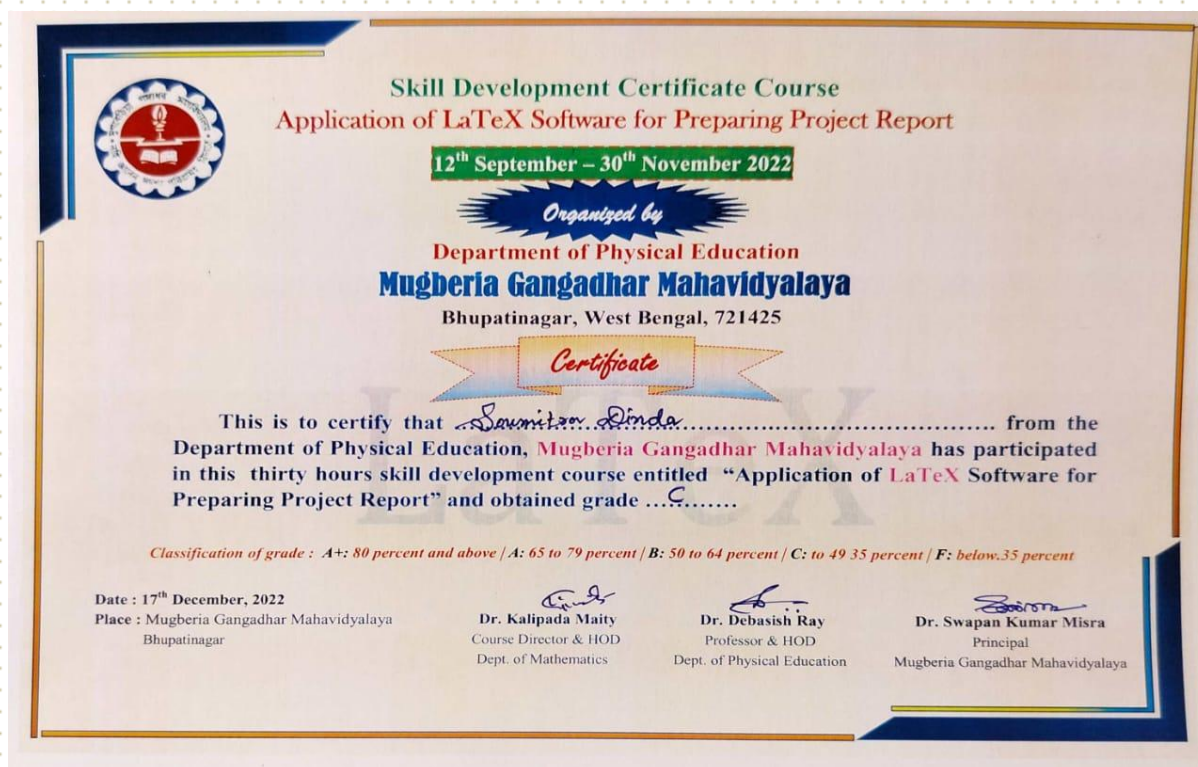 Skill Development Certificate Course
Application of LaTeX Software for Preparing Project Report
12th September – 30th November 2022
Organized by
Department of Physical Education
Mugberia Gangadhar Mahavidyalaya
Bhupatinagar, West Bengal, 721425
Certificate
LaTeX
This is to certify that Soumitra Dinda.......................................... from the
Department of Physical Education, Mugberia Gangadhar Mahavidyalaya has participated
in this thirty hours skill development course entitled “Application of LaTeX Software for
Preparing Project Report” and obtained grade ....C.........
Classification of grade : A+: 80 percent and above / A: 65 to 79 percent / B: 50 to 64 percent / C: to 49 35 percent / F: below.35 percent
Date : 17th December, 2022
Place : Mugberia Gangadhar Mahavidyalaya
Bhupatinagar
Dr. Kalipada Maity
Course Director & HOD
Dept. of Mathematics
Dr. Debasish Ray
Professor & HOD
Dept. of Physical Education
Dr. Swapan Kumar Misra
Principal
Mugberia Gangadhar Mahavidyalaya